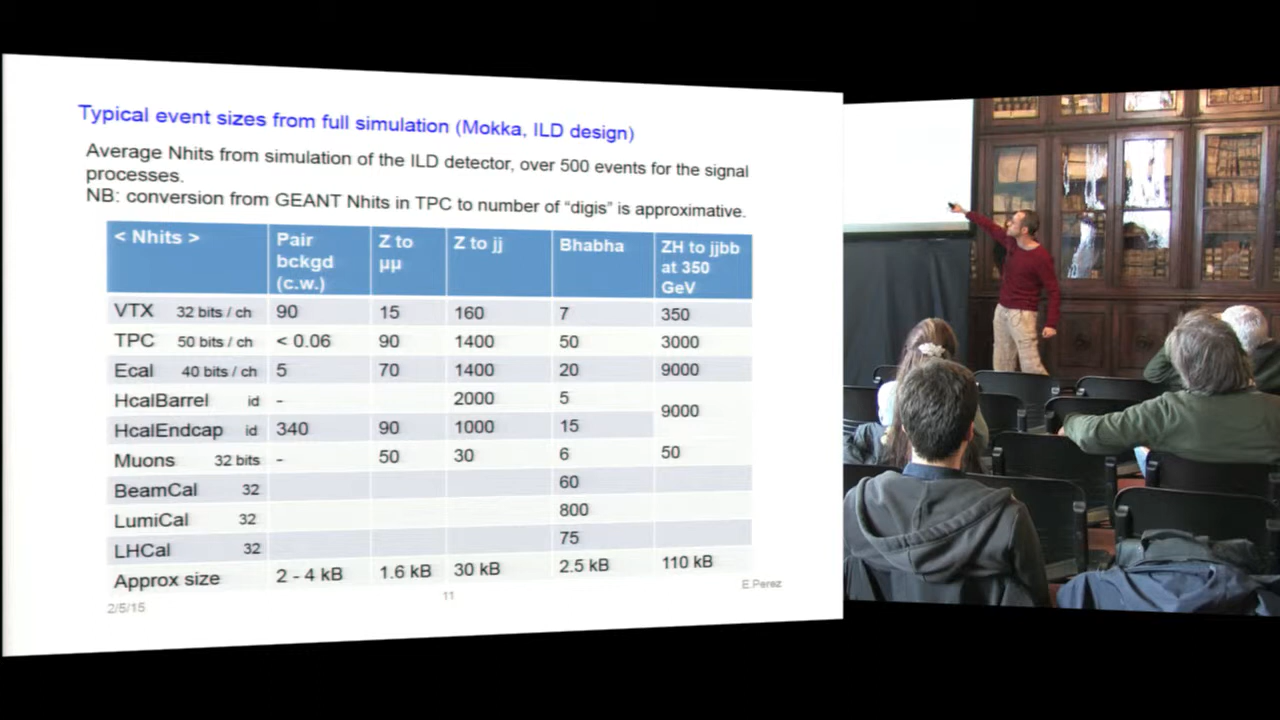 Typical event sizes from full simulation (Mokka, ILD design)
Average Nhits from simulation of the ILD detector, over 500 events for the signal
processes.
NB: conversion from GEANT Nhits in TPC to number of “digis” is approximative.
< Nhits > Pair bckgd (c.w.) Z to μμ Z to jj Bhabha ZH to jjbb at 350 GeV
VTX 32 bits / ch 90 15 160 7 350
TPC 50 bits / ch < 0.06 90 1400 50 3000
Ecal 40 bits / ch 5 70 1400 20 9000
HcalBarrel id - 2000 5 9000
HcalEndcap id 340 90 1000 15
Muons 32 bits - 50 30 6 50
BeamCal 32 60
LumiCal 32 800
LHCal 32 75
Approx size 2 - 4 kB 1.6 kB 30 kB 2.5 kB 110 kB
2/5/15 11 E.Perez